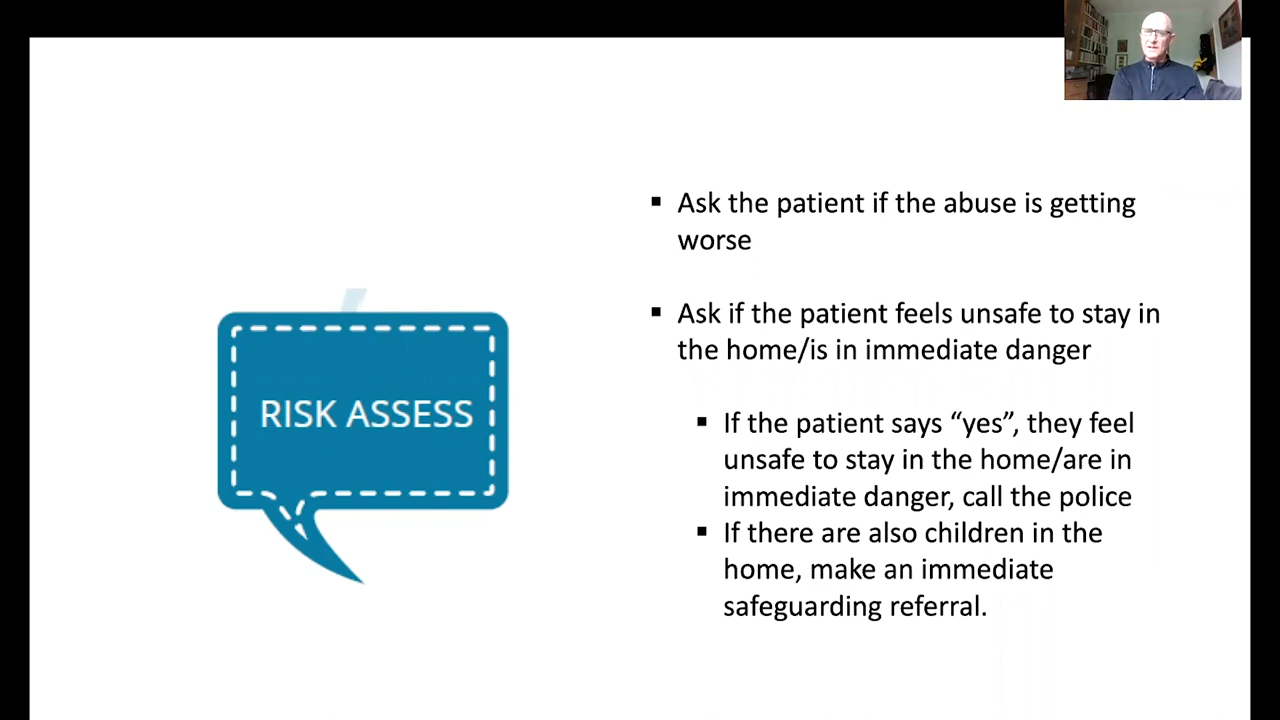 RISK ASSESS
▪ Ask the patient if the abuse is getting
worse
▪ Ask if the patient feels unsafe to stay in
the home/is in immediate danger
▪ If the patient says “yes”, they feel
unsafe to stay in the home/are in
immediate danger, call the police
▪ If there are also children in the
home, make an immediate
safeguarding referral.